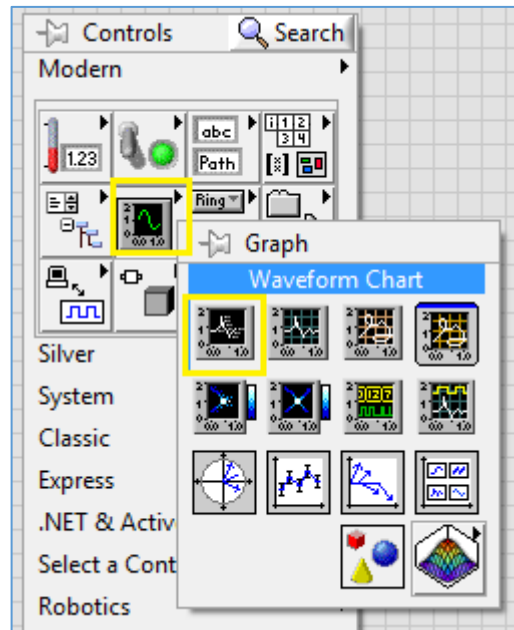 Controls Search
Modern
1.23 abc Path
Ring
Graph
Waveform Chart
Silver
System
Classic
Express
.NET & Activ
Select a Cont
Robotics